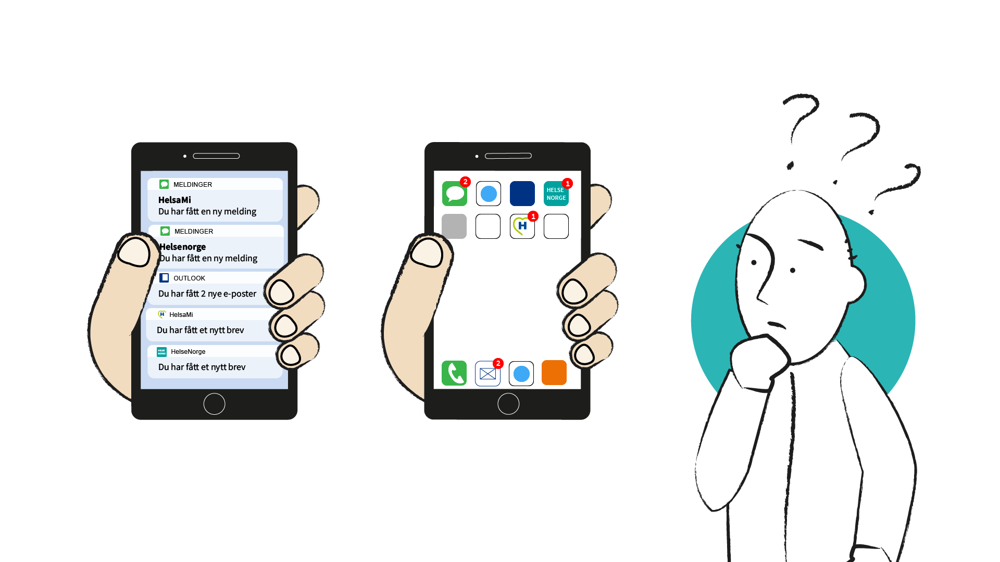 MELDINGER
HelsaMi
Du har fått en ny melding
MELDINGER
Helsenorge
Du har fått en ny melding
OUTLOOK
Du har fått 2 nye e-poster
H HelsaMi
Du har fått et nytt brev
HELSE
NORGE
HelseNorge
Du har fått et nytt brev
2
1
HELSE
NORGE
1
H
2
?
?
?